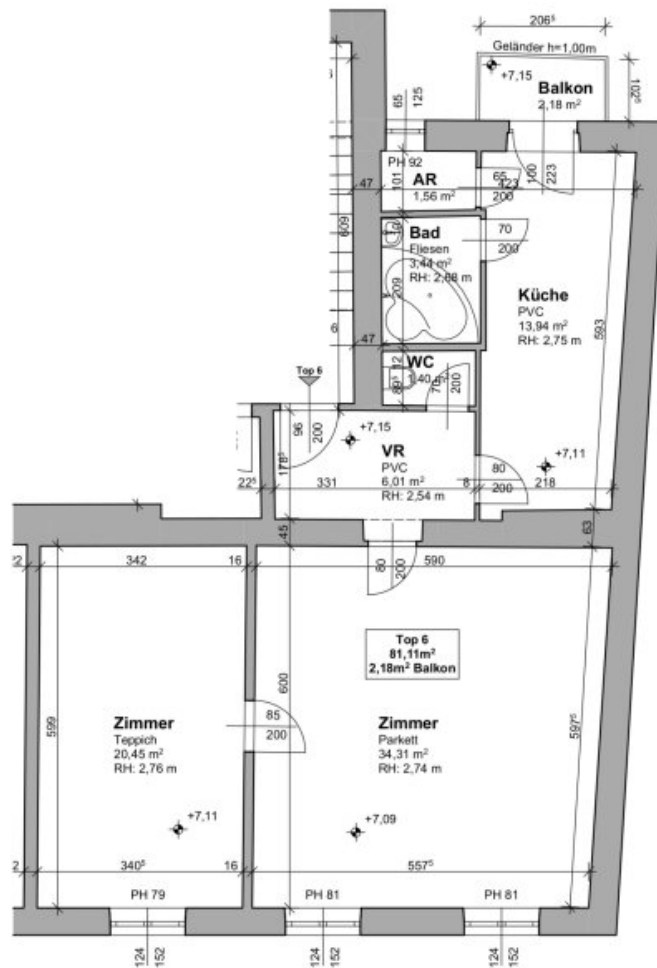 206⁵
Geländer h=1,00m
+7,15
Balkon
2,18 m²
102⁵
65
125
PH 92
AR
1,56 m²
101
47
65
200
423
100
223
609
10
Bad
Fliesen
3,44 m²
RH: 2,68 m
209
70
200
Küche
PVC
13,94 m²
RH: 2,75 m
593
47
12
WC
1,40 m²
89⁵
70
200
Top 6
96
200
+7,15
178⁵
VR
PVC
6,01 m²
RH: 2,54 m
+7,11
80
200
22⁵
331
8
218
45
63
342
16
80
200
590
Top 6
81,11m²
2,18m² Balkon
599
600
597⁵
85
200
Zimmer
Teppich
20,45 m²
RH: 2,76 m
Zimmer
Parkett
34,31 m²
RH: 2,74 m
+7,11
+7,09
2
340⁵
16
557⁵
PH 79
PH 81
PH 81
124
152
124
152
124
152